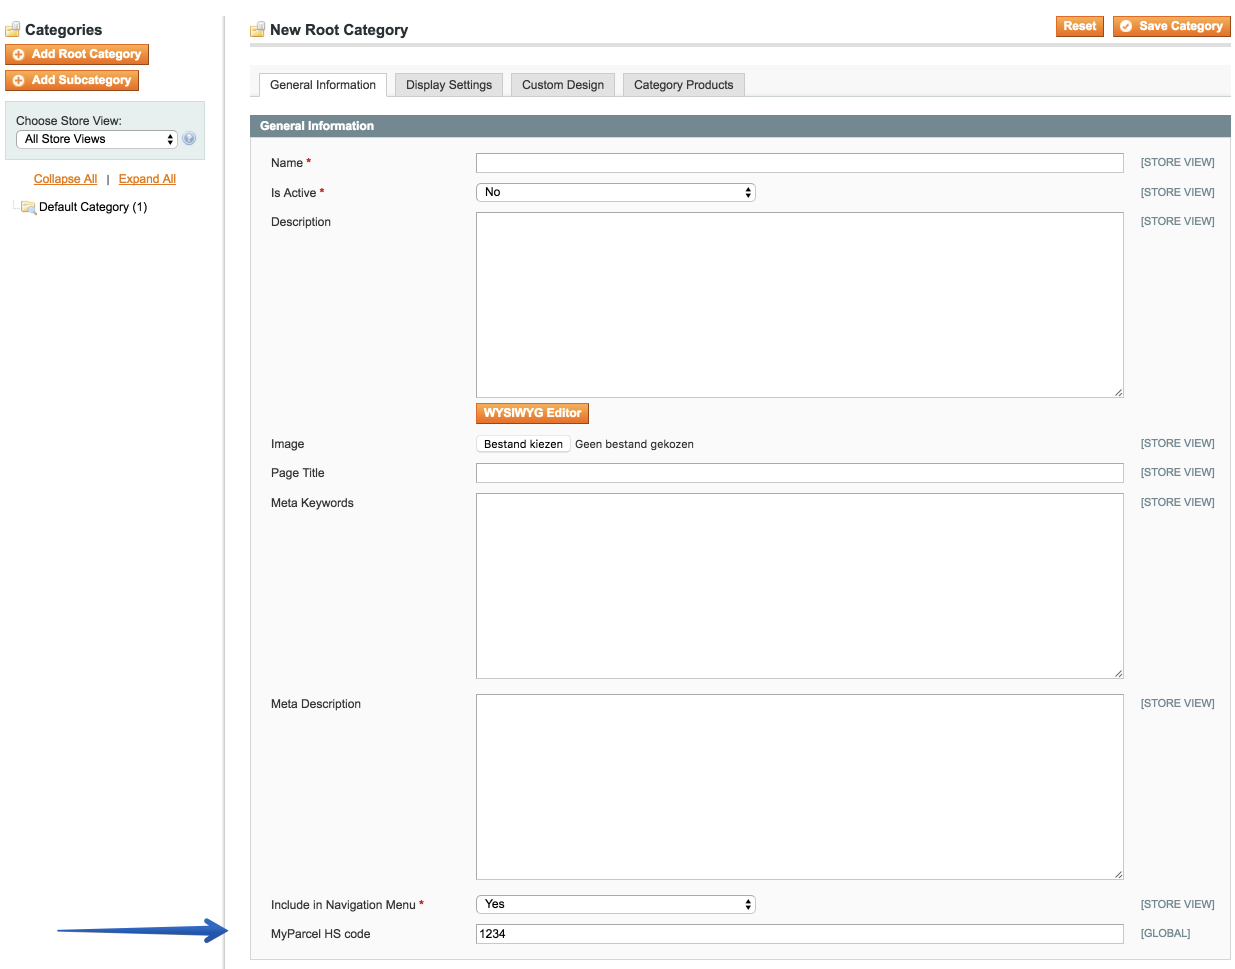 Categories
Add Root Category
Add Subcategory
Choose Store View:
All Store Views
Collapse All | Expand All
Default Category (1)
New Root Category
Reset
Save Category
General Information
Display Settings
Custom Design
Category Products
General Information
Name * [STORE VIEW]
Is Active * No [STORE VIEW]
Description [STORE VIEW]
WYSIWYG Editor
Image Bestand kiezen Geen bestand gekozen [STORE VIEW]
Page Title [STORE VIEW]
Meta Keywords [STORE VIEW]
Meta Description [STORE VIEW]
Include in Navigation Menu * Yes [STORE VIEW]
MyParcel HS code 1234 [GLOBAL]